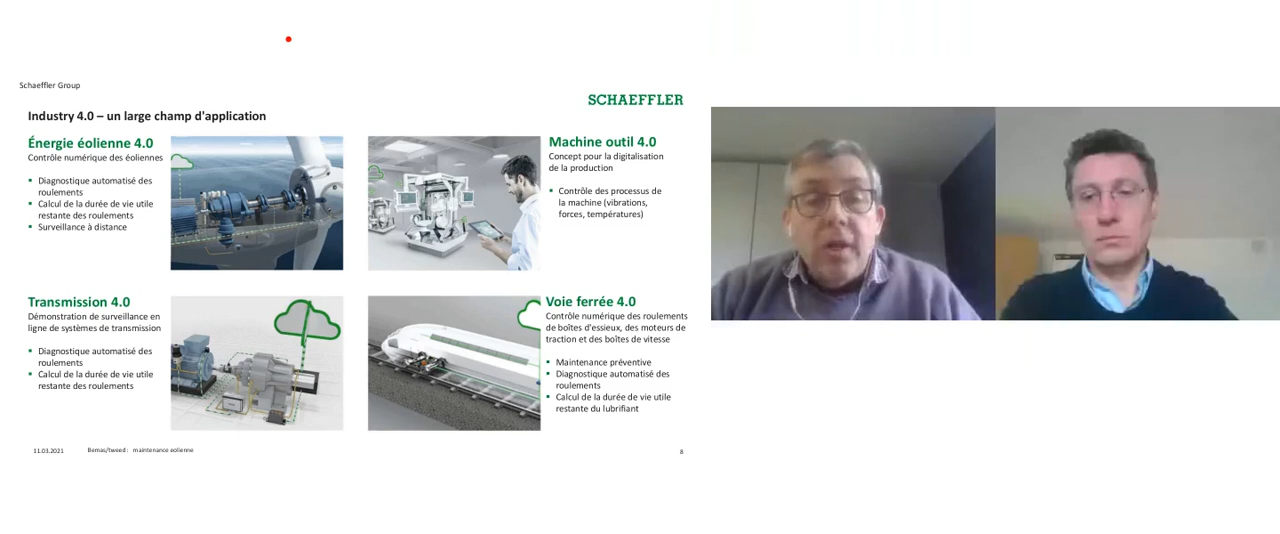 Schaeffler Group
SCHAEFFLER
Industry 4.0 – un large champ d'application
Énergie éolienne 4.0
Contrôle numérique des éoliennes
▪ Diagnostique automatisé des
roulements
▪ Calcul de la durée de vie utile
restante des roulements
▪ Surveillance à distance
Machine outil 4.0
Concept pour la digitalisation
de la production
▪ Contrôle des processus de
la machine (vibrations,
forces, températures)
Transmission 4.0
Démonstration de surveillance en
ligne de systèmes de transmission
▪ Diagnostique automatisé des
roulements
▪ Calcul de la durée de vie utile
restante des roulements
Voie ferrée 4.0
Contrôle numérique des roulements
de boîtes d'essieux, des moteurs de
traction et des boîtes de vitesse
▪ Maintenance préventive
▪ Diagnostique automatisé des
roulements
▪ Calcul de la durée de vie utile
restante du lubrifiant
11.03.2021 Bemas/tweed : maintenance eolienne 8